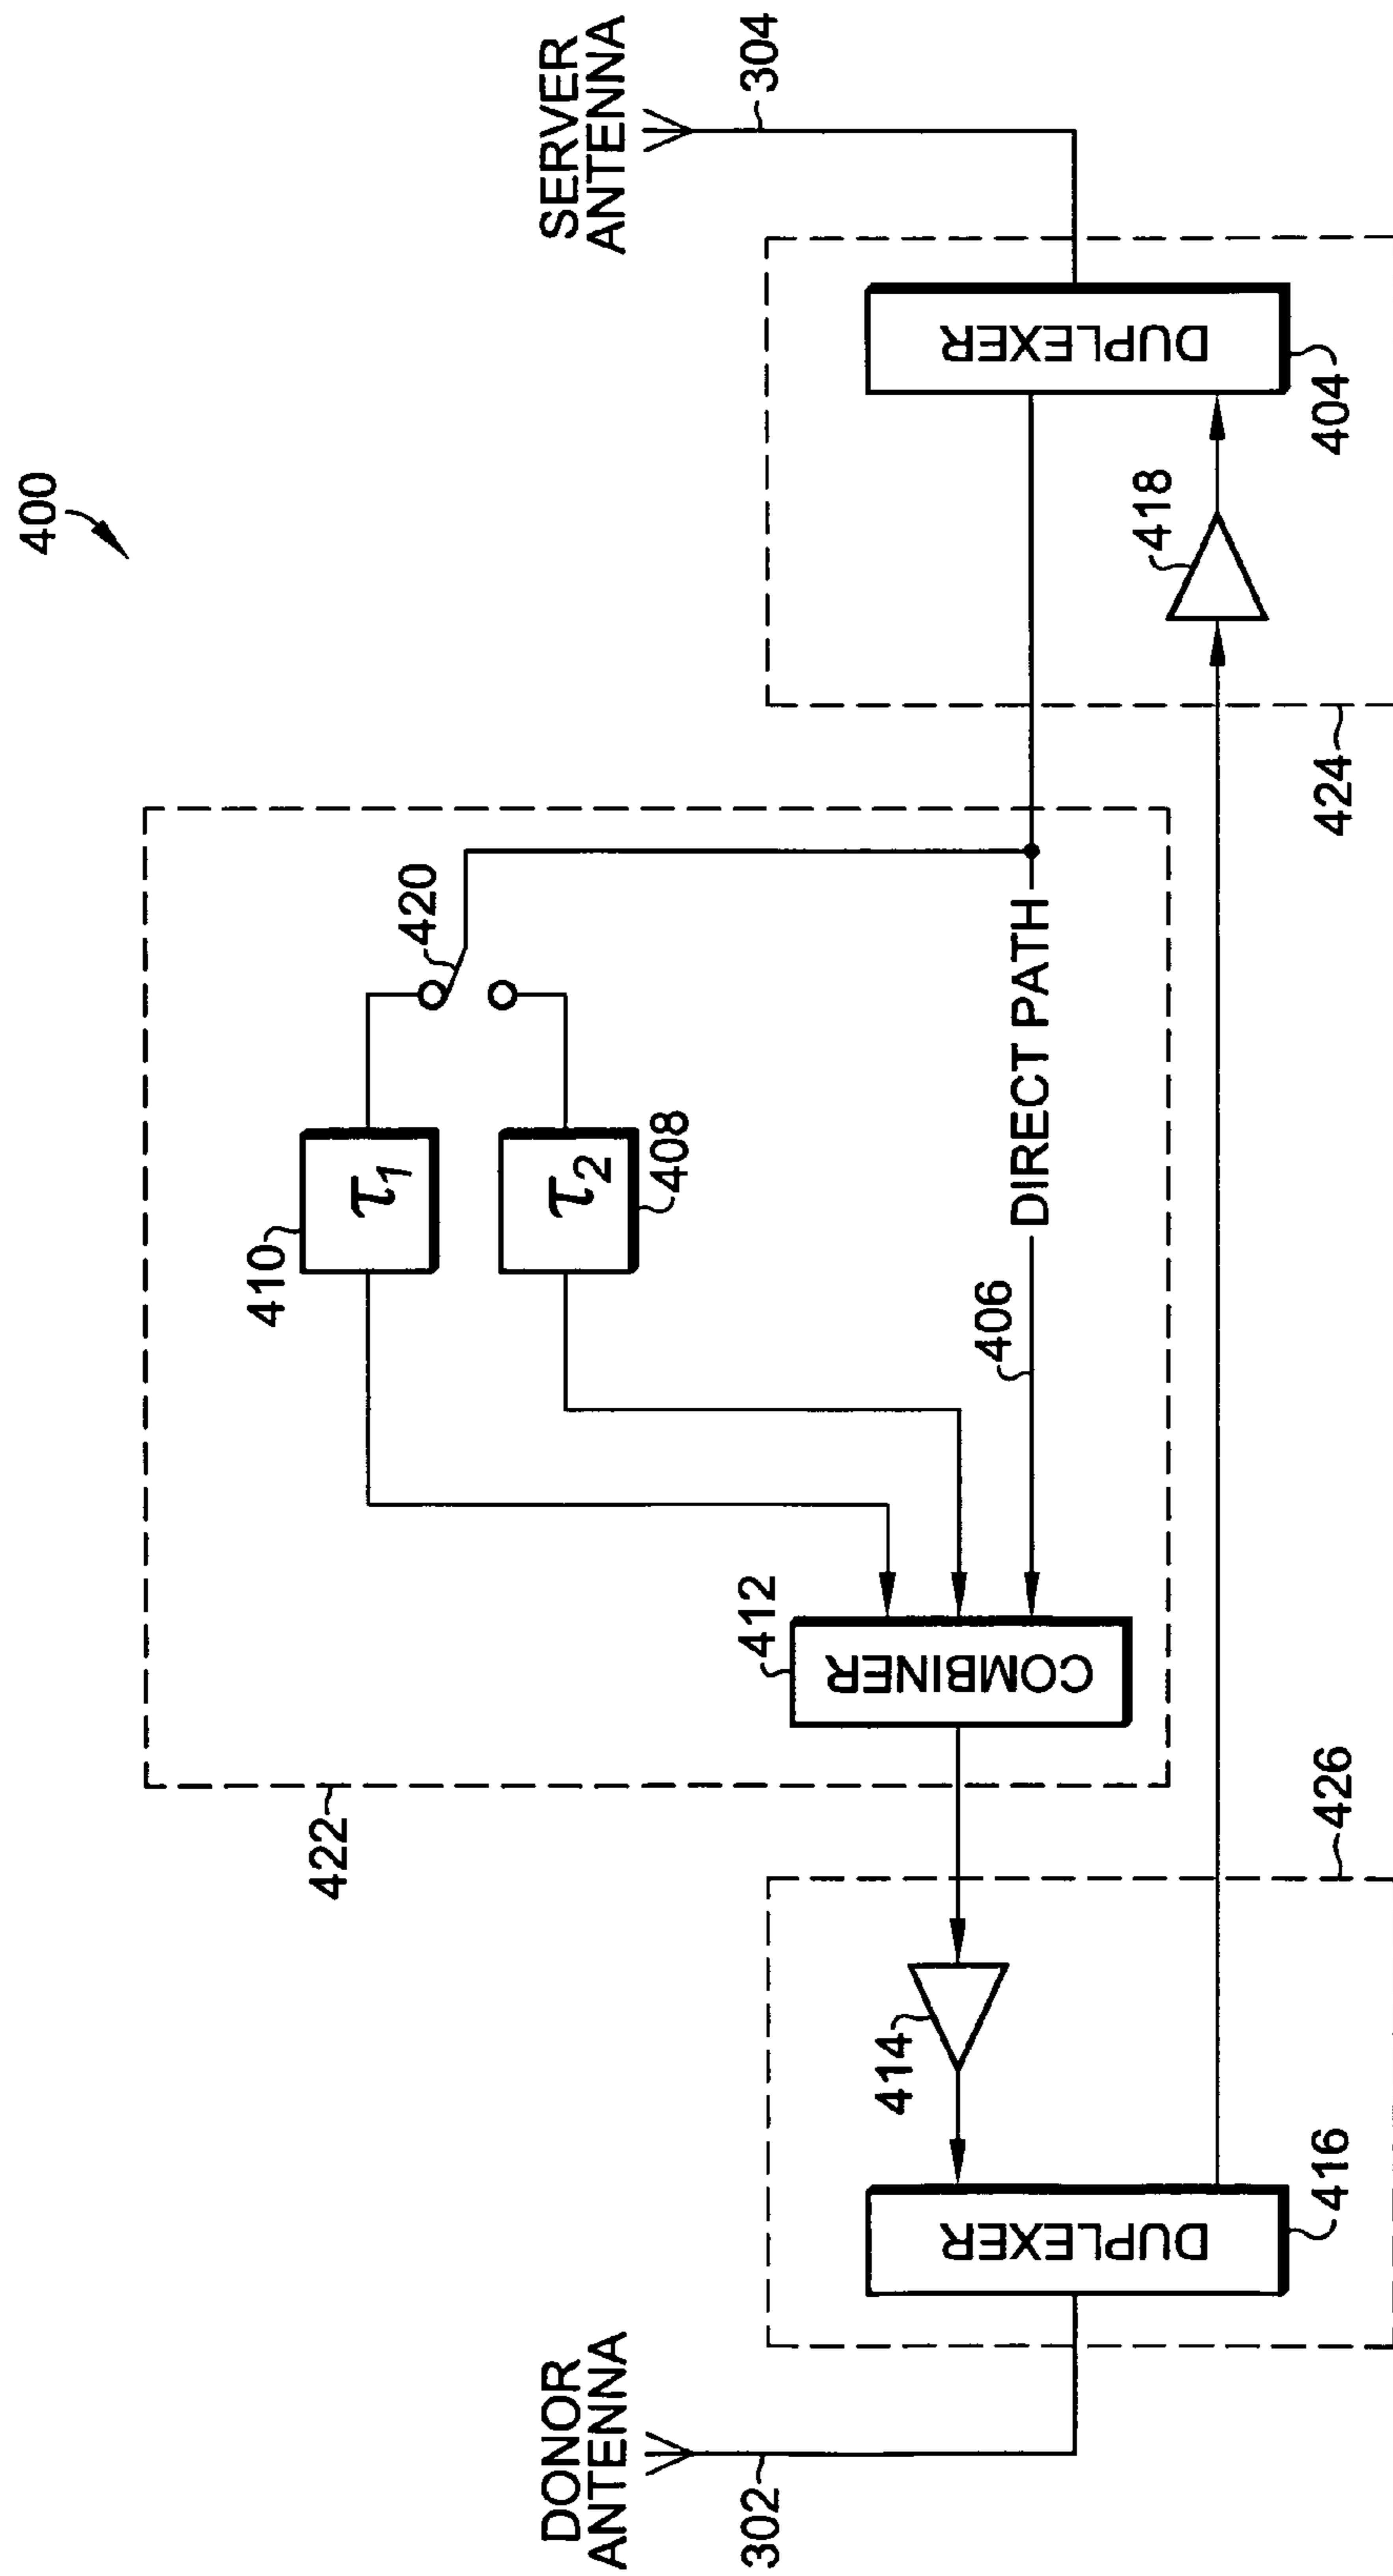 400
DONOR
ANTENNA
302
SERVER
ANTENNA
304
422
410
τ1
420
τ2
408
412
COMBINER
406
DIRECT PATH
414
DUPLEXER
416
426
418
DUPLEXER
404
424